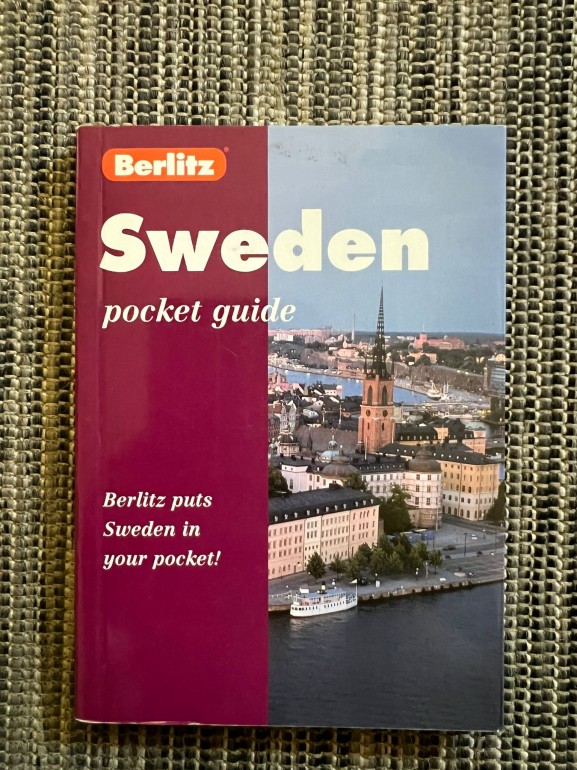 Berlitz
Sweden
pocket guide
Berlitz puts
Sweden in
your pocket!